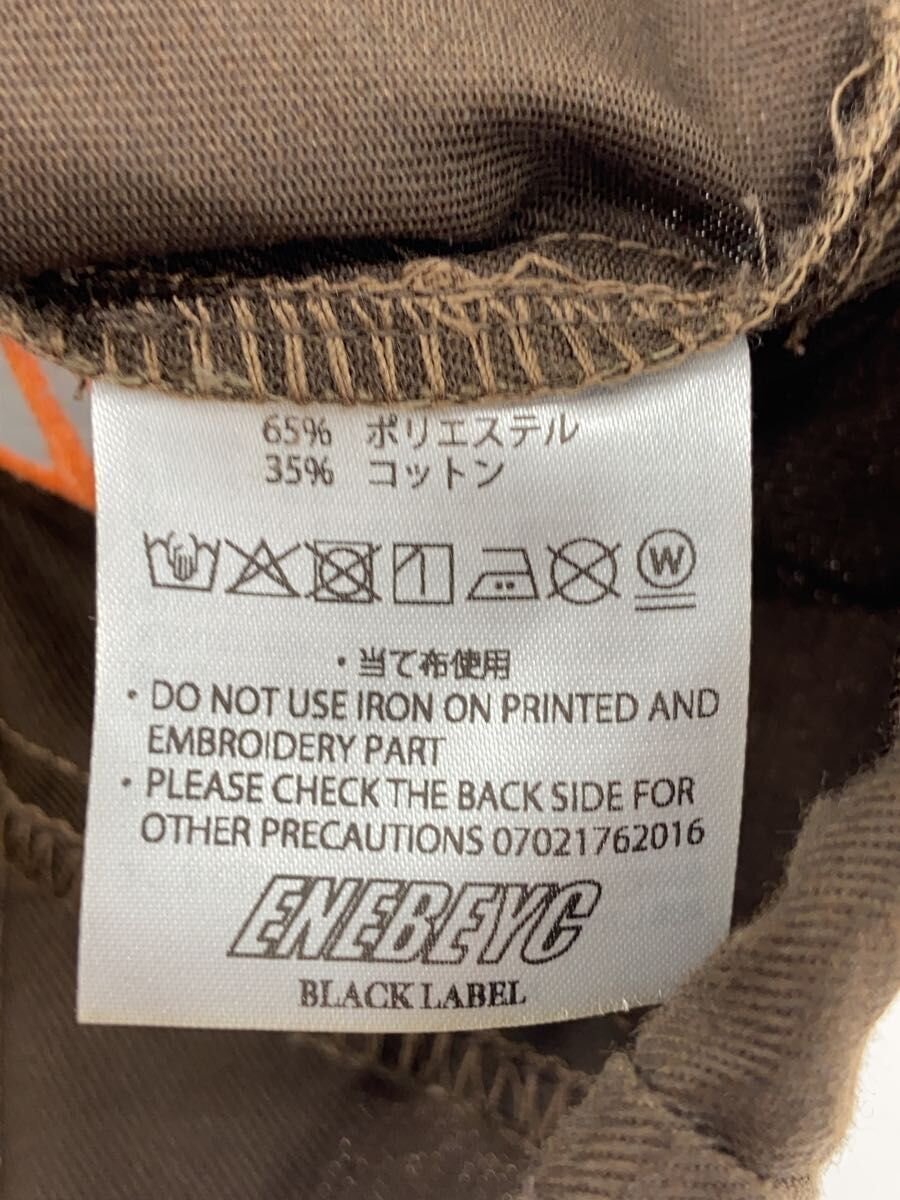 65% ポリエステル
35% コットン
W
・当て布使用
・DO NOT USE IRON ON PRINTED AND
EMBROIDERY PART
・PLEASE CHECK THE BACK SIDE FOR
OTHER PRECAUTIONS 07021762016
ENEBEYC
BLACK LABEL